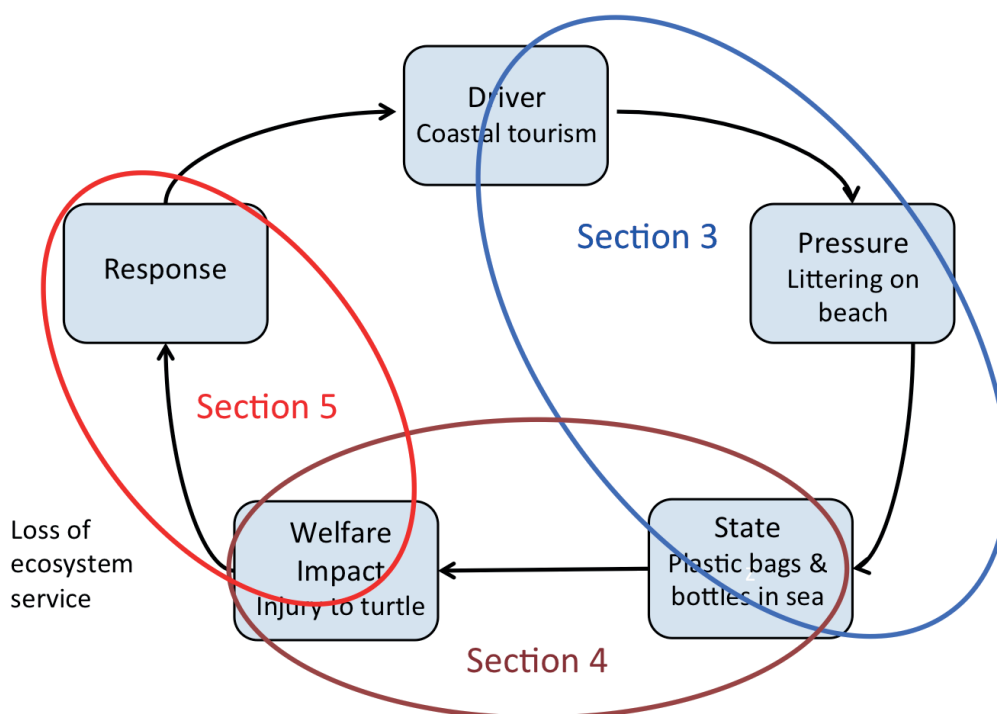 Driver
Coastal tourism
Section 3
Pressure
Littering on
beach
Response
Section 5
Loss of
ecosystem
service
Welfare
Impact
Injury to turtle
State
Plastic bags &
2
bottles in sea
Section 4